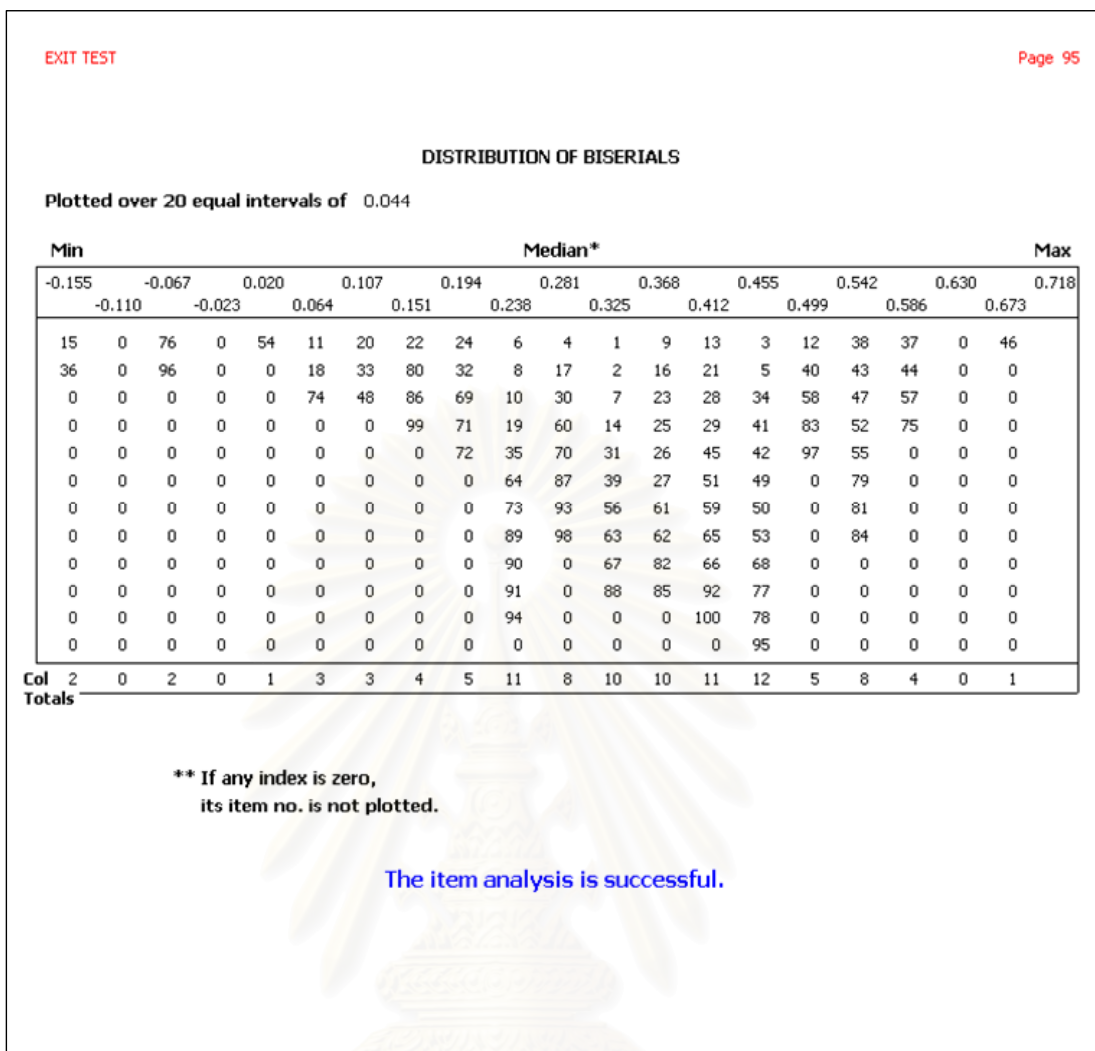 EXIT TEST Page 95
DISTRIBUTION OF BISERIALS
Plotted over 20 equal intervals of 0.044
Min Median* Max
-0.155 -0.067 0.020 0.107 0.194 0.281 0.368 0.455 0.542 0.630 0.718
-0.110 -0.023 0.064 0.151 0.238 0.325 0.412 0.499 0.586 0.673
15 0 76 0 54 11 20 22 24 6 4 1 9 13 3 12 38 37 0 46
36 0 96 0 0 18 33 80 32 8 17 2 16 21 5 40 43 44 0 0
0 0 0 0 0 74 48 86 69 10 30 7 23 28 34 58 47 57 0 0
0 0 0 0 0 0 0 99 71 19 60 14 25 29 41 83 52 75 0 0
0 0 0 0 0 0 0 0 72 35 70 31 26 45 42 97 55 0 0 0
0 0 0 0 0 0 0 0 0 64 87 39 27 51 49 0 79 0 0 0
0 0 0 0 0 0 0 0 0 73 93 56 61 59 50 0 81 0 0 0
0 0 0 0 0 0 0 0 0 89 98 63 62 65 53 0 84 0 0 0
0 0 0 0 0 0 0 0 0 90 0 67 82 66 68 0 0 0 0 0
0 0 0 0 0 0 0 0 0 91 0 88 85 92 77 0 0 0 0 0
0 0 0 0 0 0 0 0 0 94 0 0 0 100 78 0 0 0 0 0
0 0 0 0 0 0 0 0 0 0 0 0 0 0 95 0 0 0 0 0
Col 2 0 2 0 1 3 3 4 5 11 8 10 10 11 12 5 8 4 0 1
Totals
** If any index is zero,
its item no. is not plotted.
The item analysis is successful.